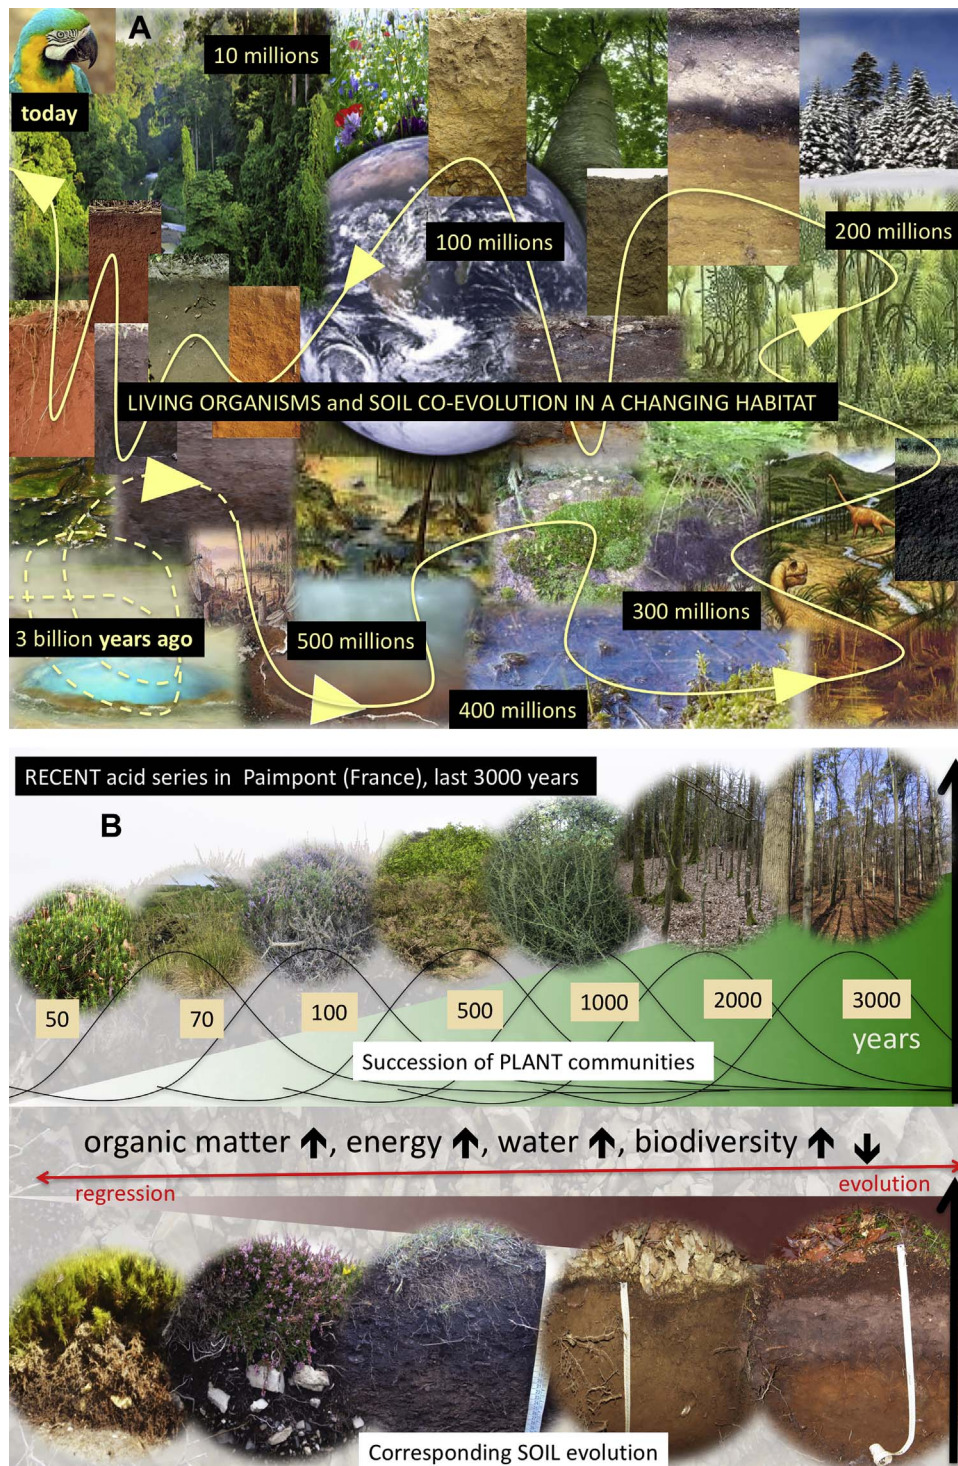 A
10 millions
today
100 millions
200 millions
LIVING ORGANISMS and SOIL CO-EVOLUTION IN A CHANGING HABITAT
300 millions
3 billion years ago
500 millions
400 millions
RECENT acid series in Paimpont (France), last 3000 years
B
50
70
100
500
1000
2000
3000
years
Succession of PLANT communities
organic matter ↑, energy ↑, water ↑, biodiversity ↑ ↓
regression
evolution
Corresponding SOIL evolution